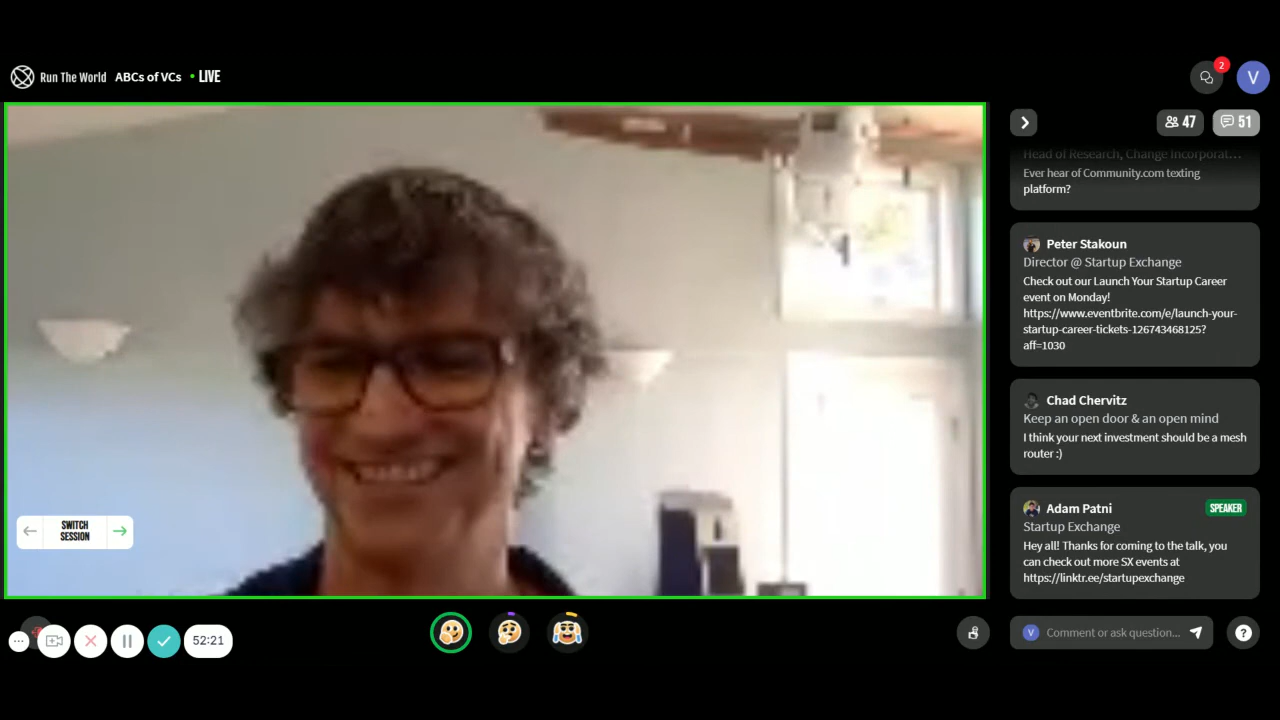 Run The World ABCs of VCs • LIVE
2
V
47
51
Head of Research, Change Incorporat...
Ever hear of Community.com texting
platform?
Peter Stakoun
Director @ Startup Exchange
Check out our Launch Your Startup Career
event on Monday!
https://www.eventbrite.com/e/launch-your-
startup-career-tickets-126743468125?
aff=1030
Chad Chervitz
Keep an open door & an open mind
I think your next investment should be a mesh
router :)
Adam Patni SPEAKER
Startup Exchange
Hey all! Thanks for coming to the talk, you
can check out more SX events at
https://linktr.ee/startupexchange
SWITCH
SESSION
52:21
V Comment or ask question... ?